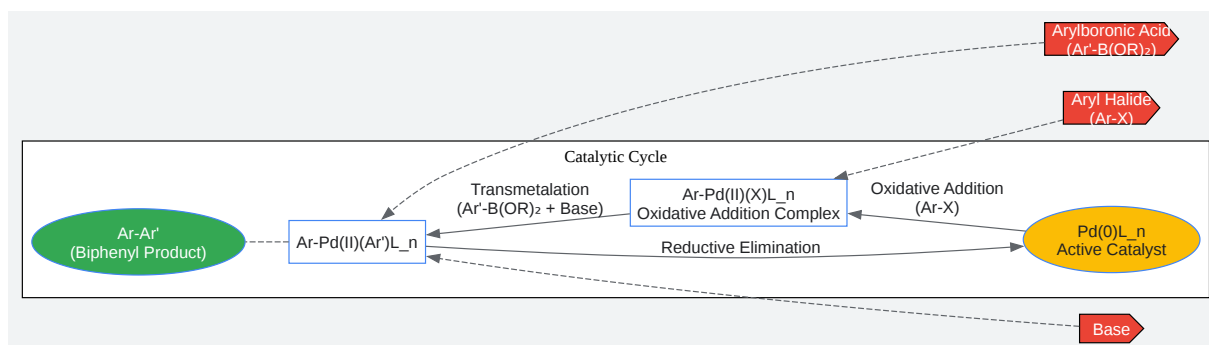 Arylboronic Acid
(Ar'-B(OR)₂)
Aryl Halide
(Ar-X)
Catalytic Cycle
Transmetalation
(Ar'-B(OR)₂ + Base)
Ar-Pd(II)(X)L_n
Oxidative Addition Complex
Oxidative Addition
(Ar-X)
Ar-Ar'
(Biphenyl Product)
Ar-Pd(II)(Ar')L_n
Reductive Elimination
Pd(0)L_n
Active Catalyst
Base